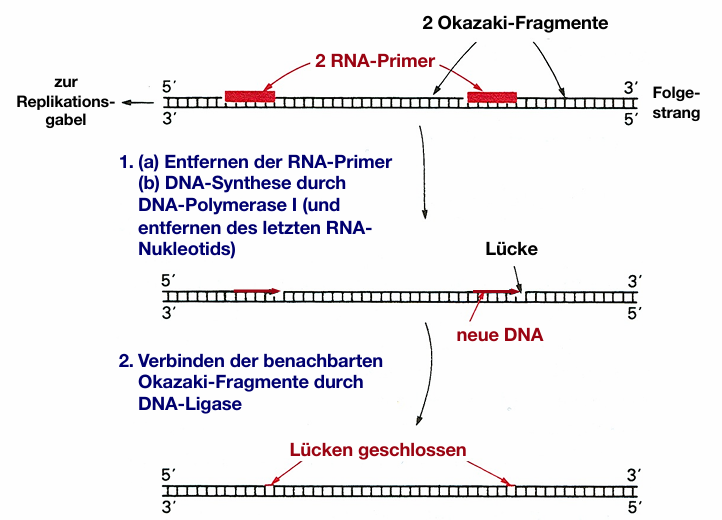 2 Okazaki-Fragmente
2 RNA-Primer
zur
Replikations-
gabel
5′
3′
3′
5′
Folge-
strang
1. (a) Entfernen der RNA-Primer
(b) DNA-Synthese durch
DNA-Polymerase I (und
entfernen des letzten RNA-
Nukleotids)
Lücke
5′
3′
3′
5′
neue DNA
2. Verbinden der benachbarten
Okazaki-Fragmente durch
DNA-Ligase
Lücken geschlossen
5′
3′
3′
5′